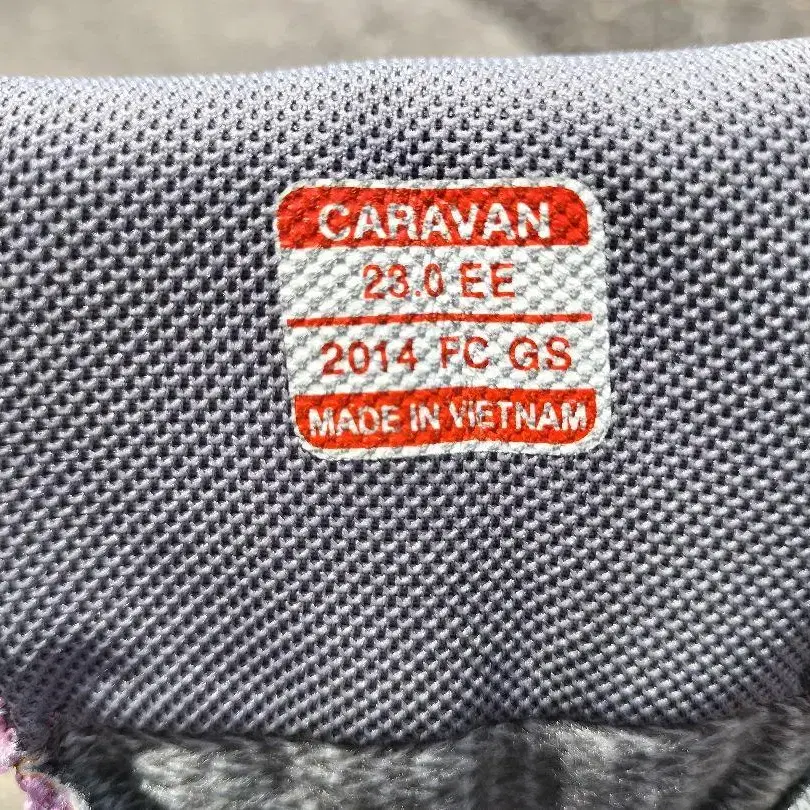 CARAVAN
23.0 EE
2014 FC GS
MADE IN VIETNAM